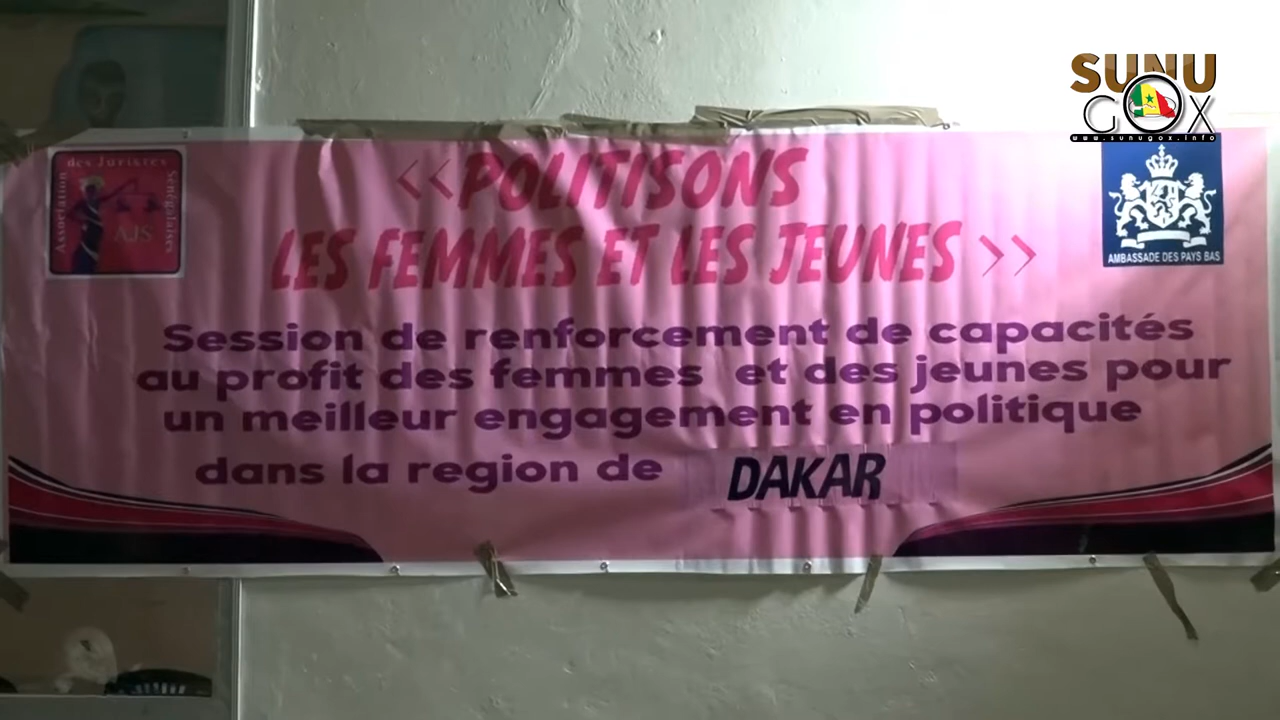 SUNU
GOX
www.sunugox.info
Association des Juristes Sénégalaises
AJS
<<POLITISONS
LES FEMMES ET LES JEUNES >>
AMBASSADE DES PAYS BAS
Session de renforcement de capacités
au profit des femmes et des jeunes pour
un meilleur engagement en politique
dans la region de DAKAR